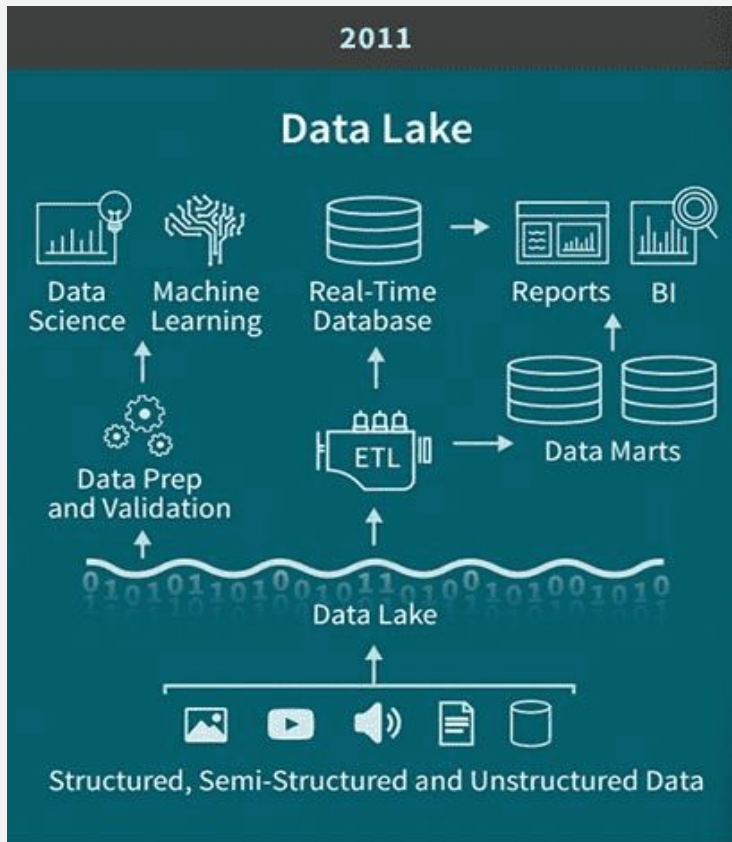 2011
Data Lake
Data
Science
Machine
Learning
Real-Time
Database
Reports
BI
Data Prep
and Validation
ETL
Data Marts
0101011010010110100101001010
Data Lake
Structured, Semi-Structured and Unstructured Data